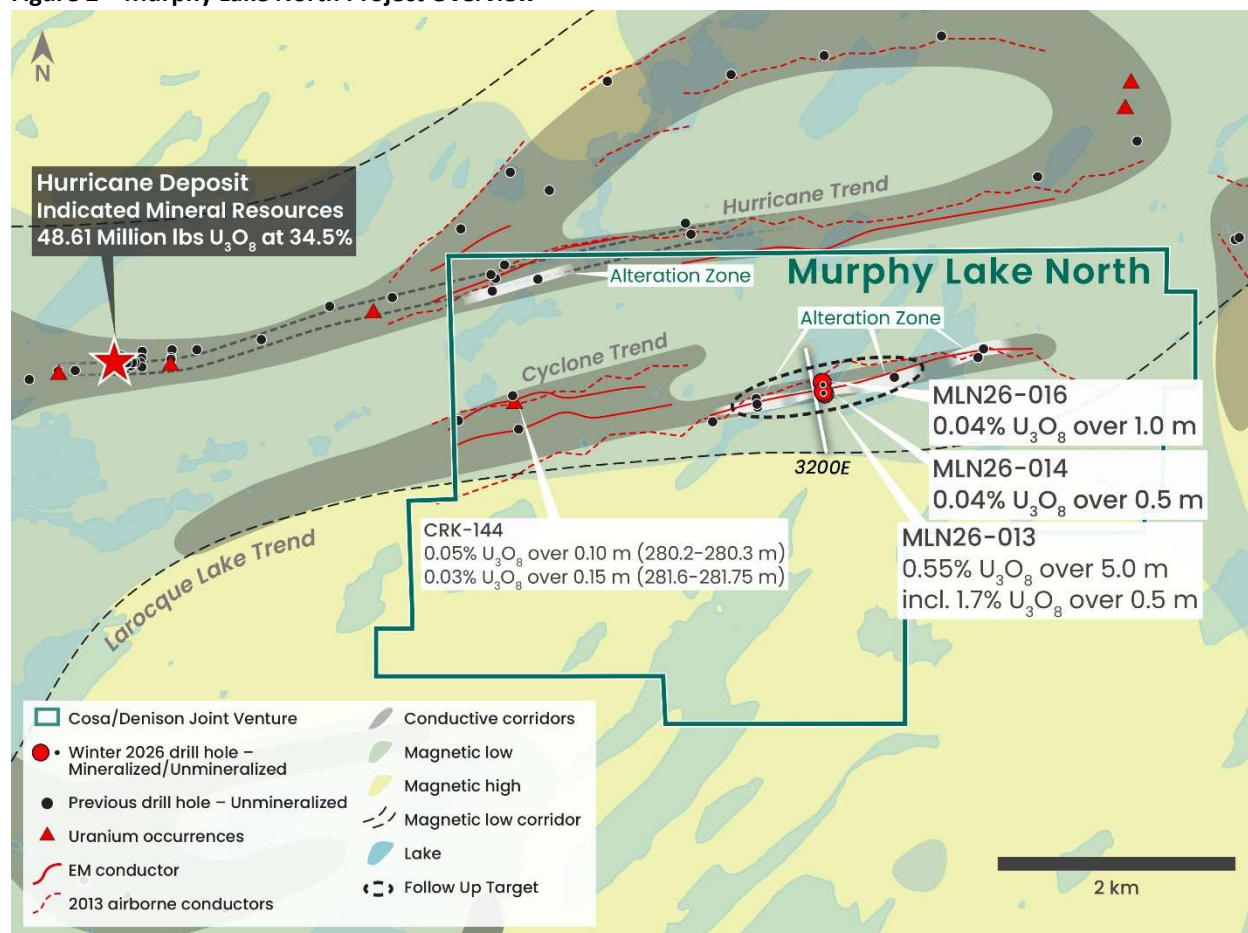 Figure 2 – Murphy Lake North Project Overview
N
Hurricane Deposit
Indicated Mineral Resources
48.61 Million lbs U₃O₈ at 34.5%
Hurricane Trend
Alteration Zone
Murphy Lake North
Alteration Zone
Cyclone Trend
MLN26-016
0.04% U₃O₈ over 1.0 m
3200E
MLN26-014
0.04% U₃O₈ over 0.5 m
CRK-144
0.05% U₃O₈ over 0.10 m (280.2-280.3 m)
0.03% U₃O₈ over 0.15 m (281.6-281.75 m)
MLN26-013
0.55% U₃O₈ over 5.0 m
incl. 1.7% U₃O₈ over 0.5 m
Larocque Lake Trend
Cosa/Denison Joint Venture
Winter 2026 drill hole –
Mineralized/Unmineralized
Previous drill hole – Unmineralized
Uranium occurrences
EM conductor
2013 airborne conductors
Conductive corridors
Magnetic low
Magnetic high
Magnetic low corridor
Lake
Follow Up Target
2 km